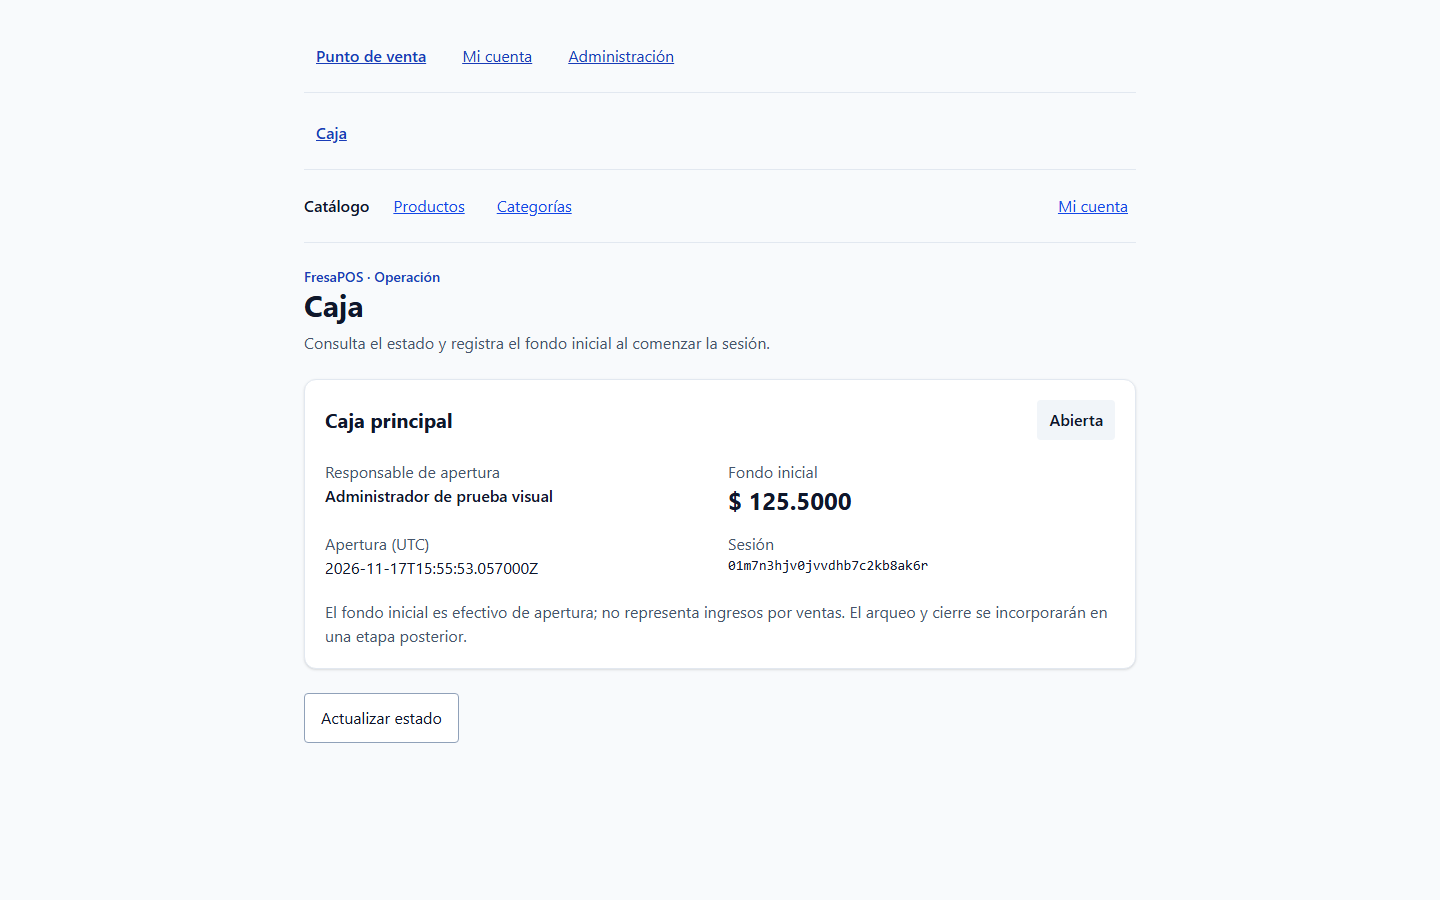 Punto de venta Mi cuenta Administración
Caja
Catálogo Productos Categorías Mi cuenta
FresaPOS · Operación
Caja
Consulta el estado y registra el fondo inicial al comenzar la sesión.
Caja principal Abierta
Responsable de apertura Fondo inicial
Administrador de prueba visual $ 125.5000
Apertura (UTC) Sesión
2026-11-17T15:55:53.057000Z 01m7n3hjv0jvvdhb7c2kb8ak6r
El fondo inicial es efectivo de apertura; no representa ingresos por ventas. El arqueo y cierre se incorporarán en
una etapa posterior.
Actualizar estado